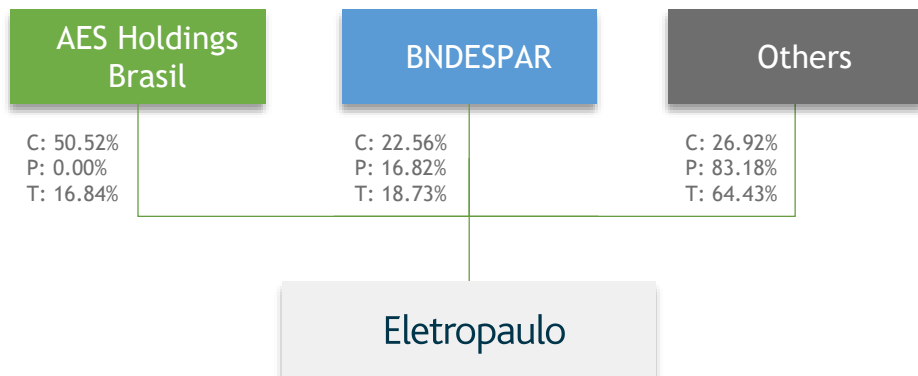 AES Holdings
Brasil
BNDESPAR
Others
C: 50.52%
P: 0.00%
T: 16.84%
C: 22.56%
P: 16.82%
T: 18.73%
C: 26.92%
P: 83.18%
T: 64.43%
Eletropaulo